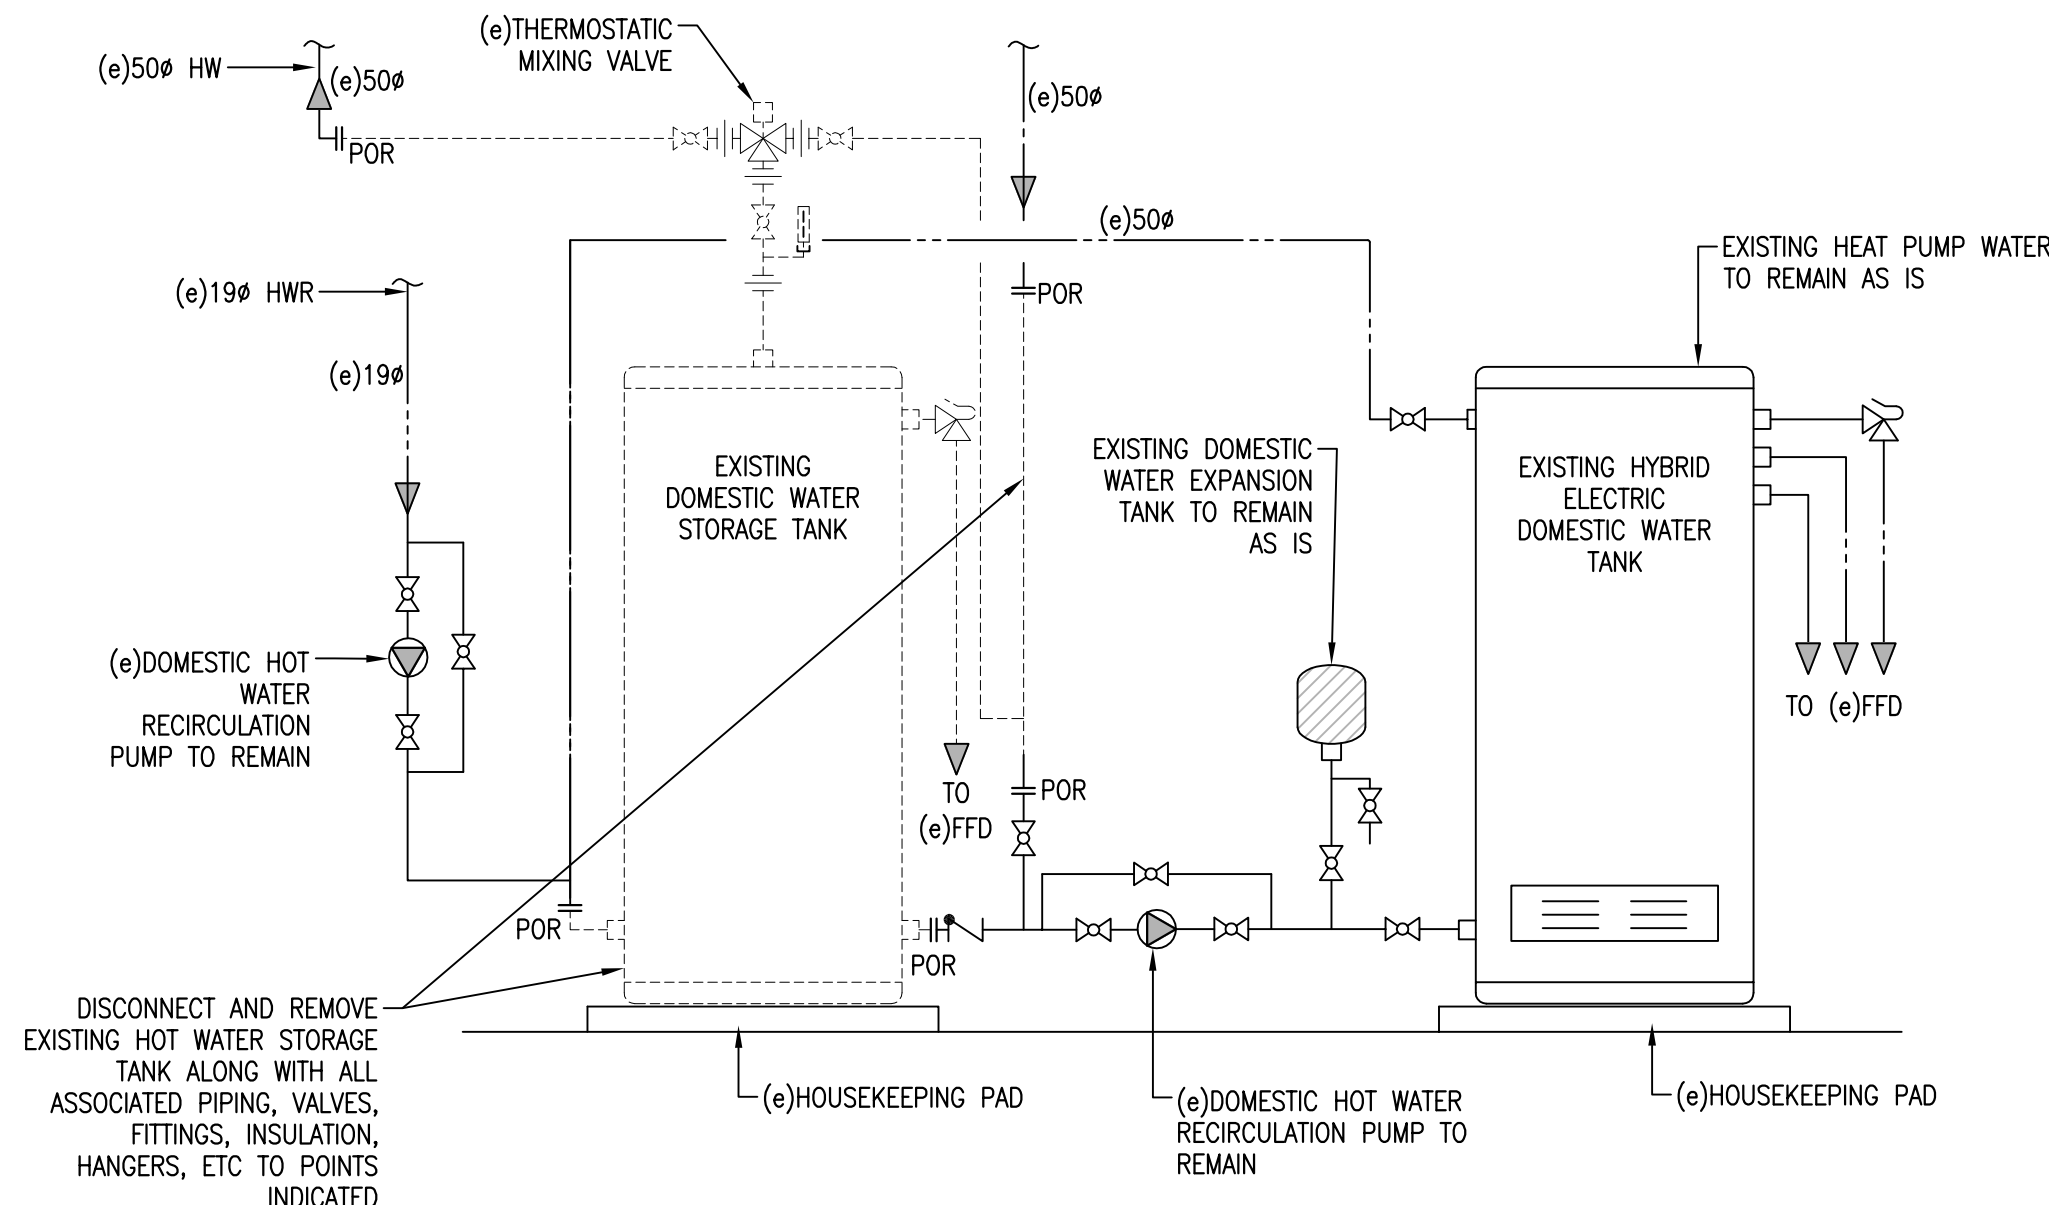 (e)THERMOSTATIC
MIXING VALVE
(e)50ø HW
(e)50ø
(e)50ø
POR
(e)50ø
EXISTING HEAT PUMP WATER
TO REMAIN AS IS
(e)19ø HWR
POR
(e)19ø
EXISTING
DOMESTIC WATER
STORAGE TANK
EXISTING DOMESTIC
WATER EXPANSION
TANK TO REMAIN
AS IS
EXISTING HYBRID
ELECTRIC
DOMESTIC WATER
TANK
(e)DOMESTIC HOT
WATER
RECIRCULATION
PUMP TO REMAIN
TO (e)FFD
TO
(e)FFD
POR
POR
POR
DISCONNECT AND REMOVE
EXISTING HOT WATER STORAGE
TANK ALONG WITH ALL
ASSOCIATED PIPING, VALVES,
FITTINGS, INSULATION,
HANGERS, ETC TO POINTS
INDICATED
(e)HOUSEKEEPING PAD
(e)DOMESTIC HOT WATER
RECIRCULATION PUMP TO
REMAIN
(e)HOUSEKEEPING PAD